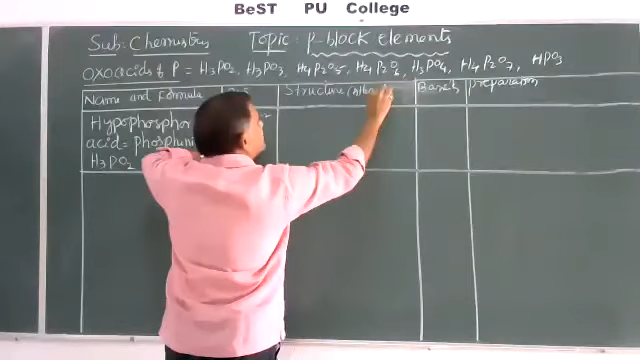 BeST PU College
Sub: Chemistry Topic: P-block elements
oxoacids of P = H3PO2, H3PO3, H4P2O5, H4P2O6, H3PO4, H4P2O7, HPO3
Name and Formula Structure Basicity preparation
Hypophosphor
acid = phosphini
H3PO2